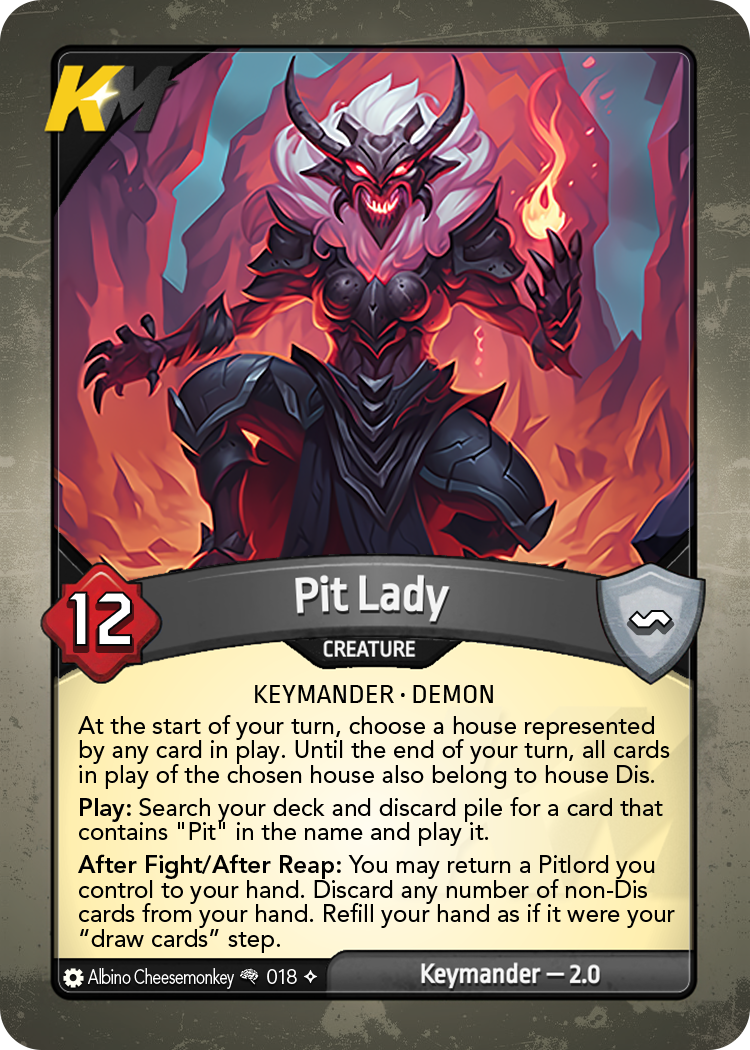 KM
Pit Lady
12
~
CREATURE
KEYMANDER · DEMON
At the start of your turn, choose a house represented
by any card in play. Until the end of your turn, all cards
in play of the chosen house also belong to house Dis.
Play: Search your deck and discard pile for a card that
contains "Pit" in the name and play it.
After Fight/After Reap: You may return a Pitlord you
control to your hand. Discard any number of non-Dis
cards from your hand. Refill your hand as if it were your
“draw cards” step.
Albino Cheesemonkey 018
Keymander — 2.0